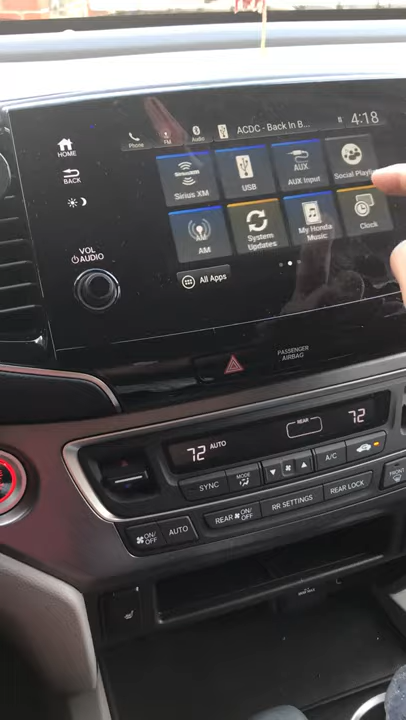 Phone
FM
Audio
ACDC - Back In B...
4:18
HOME
BACK
VOL
AUDIO
SiriusXM
Sirius XM
USB
AUX
AUX Input
Social Playlist
AM
System
Updates
My Honda
Music
Clock
All Apps
PASSENGER
AIRBAG
72 AUTO
REAR
72
SYNC
MODE
A/C
ON/
OFF
AUTO
REAR ON/
OFF
RR SETTINGS
REAR LOCK
FRONT